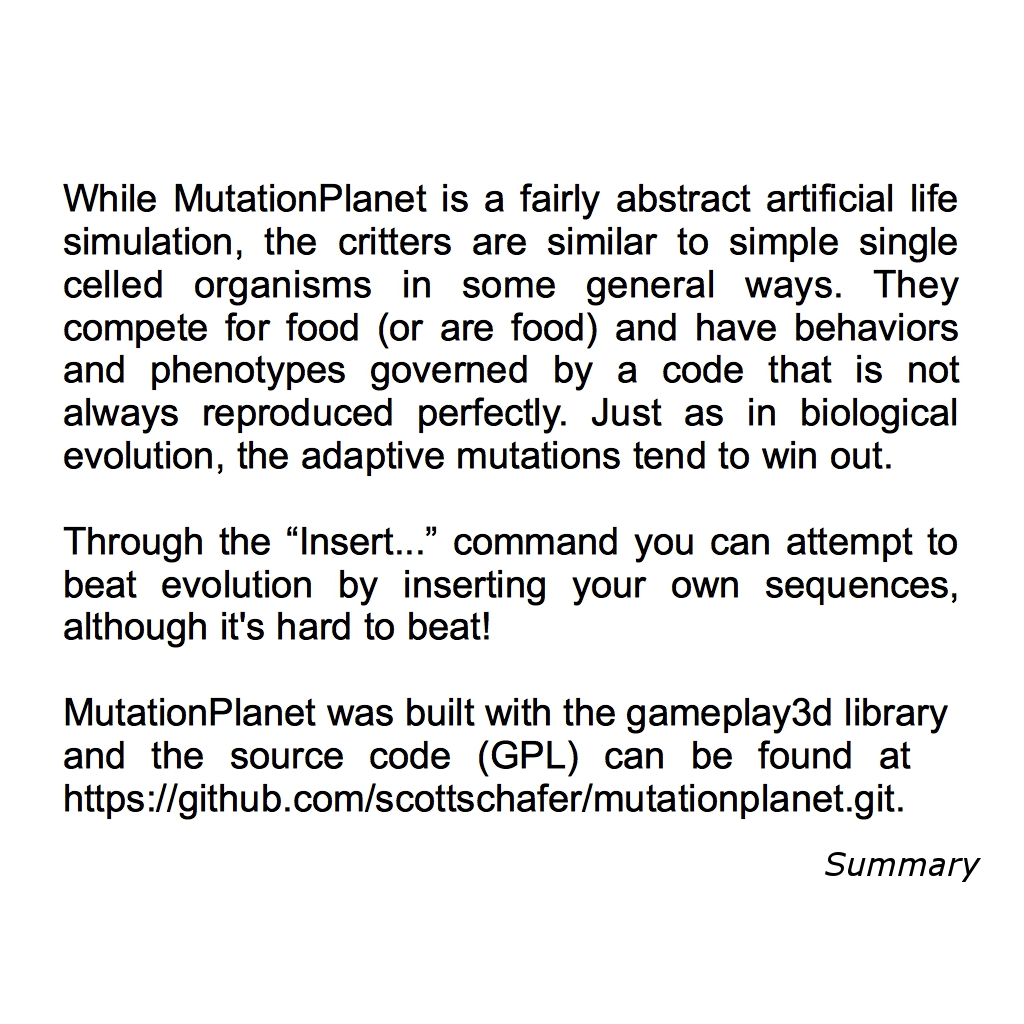 While MutationPlanet is a fairly abstract artificial life
simulation, the critters are similar to simple single
celled organisms in some general ways. They
compete for food (or are food) and have behaviors
and phenotypes governed by a code that is not
always reproduced perfectly. Just as in biological
evolution, the adaptive mutations tend to win out.
Through the “Insert...” command you can attempt to
beat evolution by inserting your own sequences,
although it's hard to beat!
MutationPlanet was built with the gameplay3d library
and the source code (GPL) can be found at
https://github.com/scottschafer/mutationplanet.git.
Summary